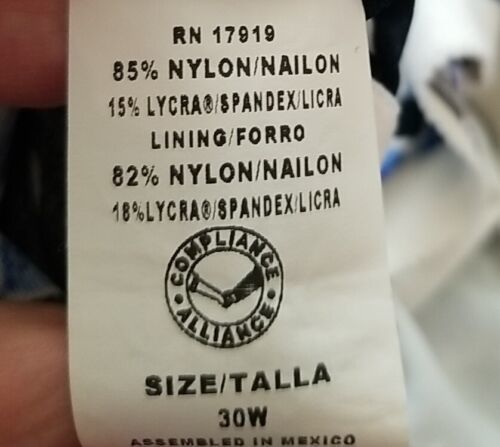 RN 17919
85% NYLON/NAILON
15% LYCRA®/SPANDEX/LICRA
LINING/FORRO
82% NYLON/NAILON
18%LYCRA®/SPANDEX/LICRA
COMPLIANCE
• ALLIANCE •
SIZE/TALLA
30W
ASSEMBLED IN MEXICO